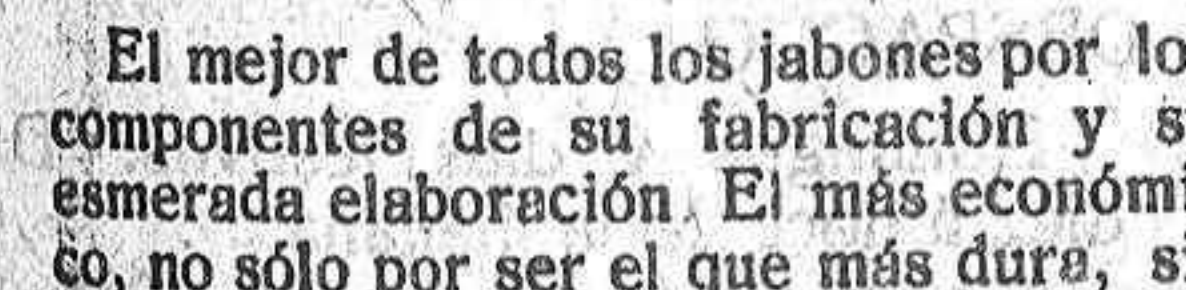 El mejor de todos los jabones por lo
componentes de su fabricación y s
esmerada elaboración. El más económi
co, no sólo por ser el que más dura, si